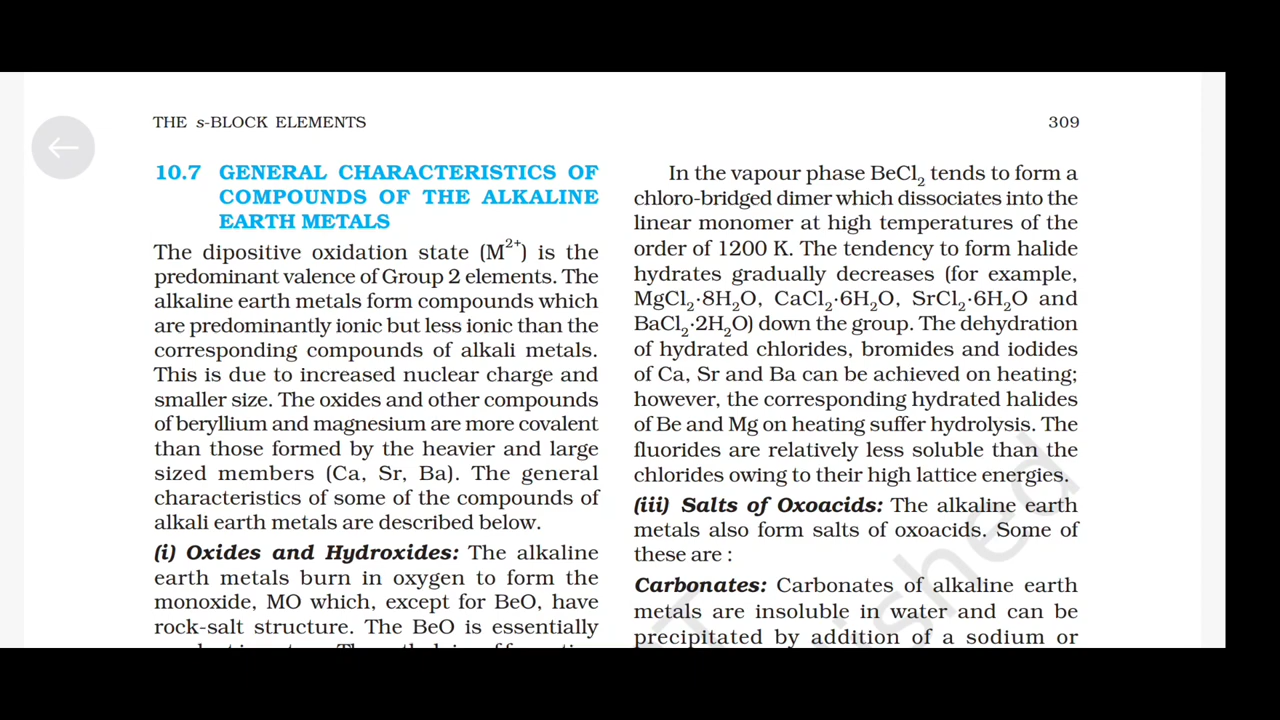 THE s-BLOCK ELEMENTS
309
10.7 GENERAL CHARACTERISTICS OF
COMPOUNDS OF THE ALKALINE
EARTH METALS
The dipositive oxidation state (M²⁺) is the
predominant valence of Group 2 elements. The
alkaline earth metals form compounds which
are predominantly ionic but less ionic than the
corresponding compounds of alkali metals.
This is due to increased nuclear charge and
smaller size. The oxides and other compounds
of beryllium and magnesium are more covalent
than those formed by the heavier and large
sized members (Ca, Sr, Ba). The general
characteristics of some of the compounds of
alkali earth metals are described below.
(i) Oxides and Hydroxides: The alkaline
earth metals burn in oxygen to form the
monoxide, MO which, except for BeO, have
rock-salt structure. The BeO is essentially
In the vapour phase BeCl₂ tends to form a
chloro-bridged dimer which dissociates into the
linear monomer at high temperatures of the
order of 1200 K. The tendency to form halide
hydrates gradually decreases (for example,
MgCl₂·8H₂O, CaCl₂·6H₂O, SrCl₂·6H₂O and
BaCl₂·2H₂O) down the group. The dehydration
of hydrated chlorides, bromides and iodides
of Ca, Sr and Ba can be achieved on heating;
however, the corresponding hydrated halides
of Be and Mg on heating suffer hydrolysis. The
fluorides are relatively less soluble than the
chlorides owing to their high lattice energies.
(iii) Salts of Oxoacids: The alkaline earth
metals also form salts of oxoacids. Some of
these are :
Carbonates: Carbonates of alkaline earth
metals are insoluble in water and can be
precipitated by addition of a sodium or